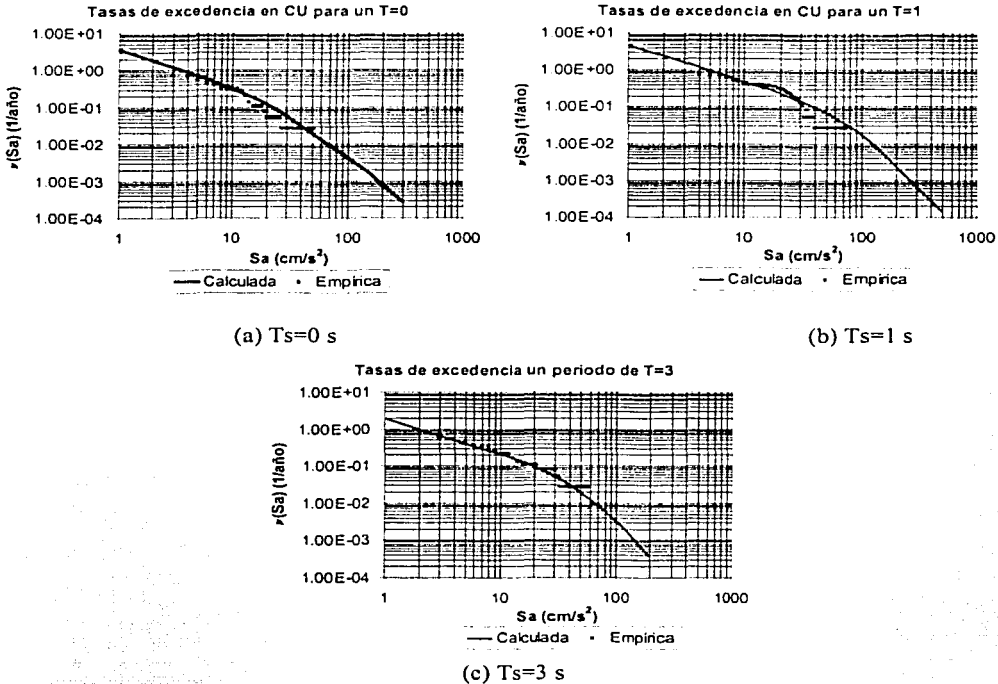 Tasas de excedencia en CU para un T=0
1.00E+01
1.00E+00
1.00E-01
1.00E-02
1.00E-03
1.00E-04
ν(Sa) (1/año)
1 10 100 1000
Sa (cm/s²)
Calculada Empírica
(a) Ts=0 s
Tasas de excedencia en CU para un T=1
1.00E+01
1.00E+00
1.00E-01
1.00E-02
1.00E-03
1.00E-04
ν(Sa) (1/año)
1 10 100 1000
Sa (cm/s²)
Calculada Empírica
(b) Ts=1 s
Tasas de excedencia un periodo de T=3
1.00E+01
1.00E+00
1.00E-01
1.00E-02
1.00E-03
1.00E-04
ν(Sa) (1/año)
1 10 100 1000
Sa (cm/s²)
Calculada Empírica
(c) Ts=3 s